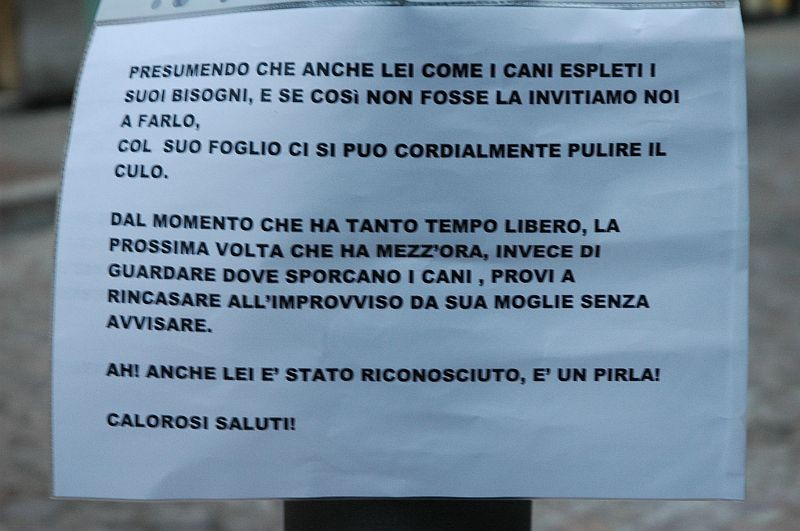 PRESUMENDO CHE ANCHE LEI COME I CANI ESPLETI I
SUOI BISOGNI, E SE COSì NON FOSSE LA INVITIAMO NOI
A FARLO,
COL SUO FOGLIO CI SI PUO CORDIALMENTE PULIRE IL
CULO.
DAL MOMENTO CHE HA TANTO TEMPO LIBERO, LA
PROSSIMA VOLTA CHE HA MEZZ'ORA, INVECE DI
GUARDARE DOVE SPORCANO I CANI , PROVI A
RINCASARE ALL'IMPROVVISO DA SUA MOGLIE SENZA
AVVISARE.
AH! ANCHE LEI E' STATO RICONOSCIUTO, E' UN PIRLA!
CALOROSI SALUTI!